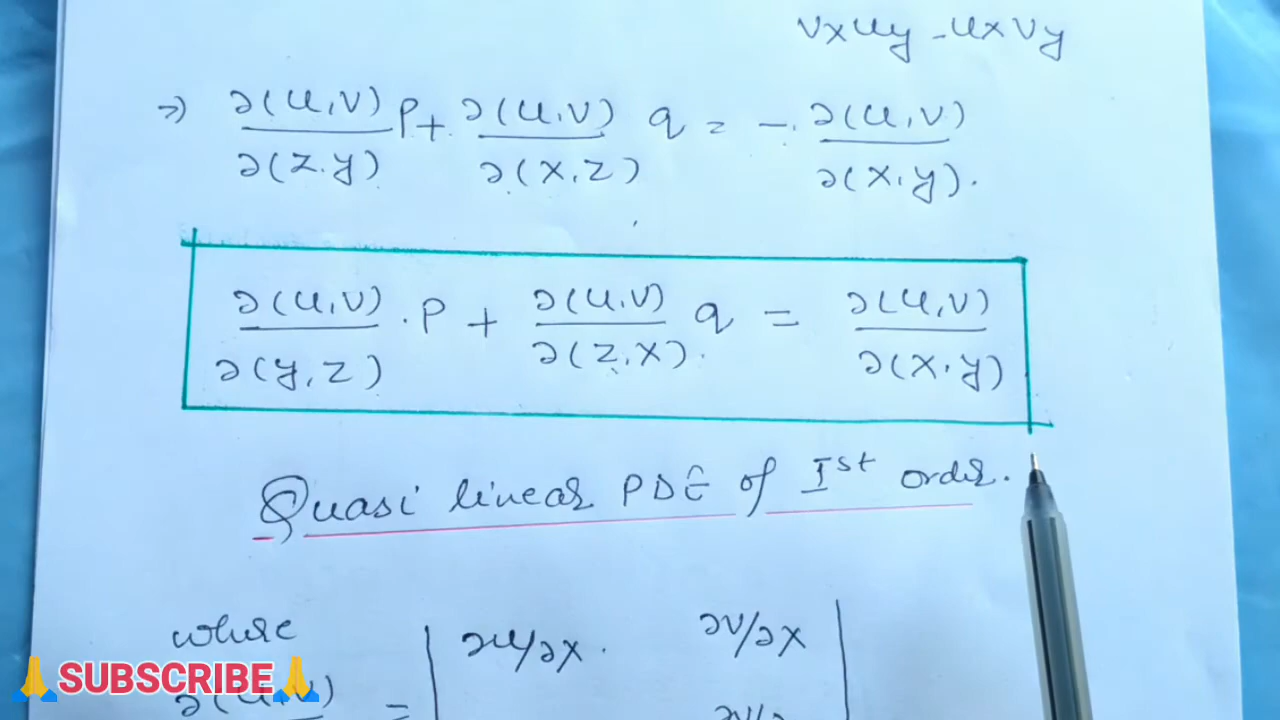 VxUy - UxVy
⇒ ∂(U,V)/∂(Z.y) P + ∂(U,V)/∂(X,Z) q = - ∂(U,V)/∂(X,y).
∂(U,V)/∂(y,Z) . P + ∂(U,V)/∂(Z,X) . q = ∂(U,V)/∂(X,y)
Quasi linear PDE of Ist order.
where
∂(U,V) = | ∂u/∂x . ∂v/∂x |
🙏SUBSCRIBE🙏